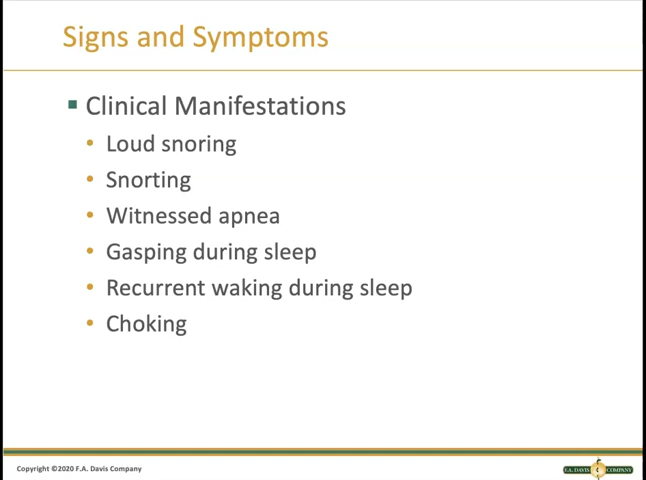 Signs and Symptoms
Clinical Manifestations
Loud snoring
Snorting
Witnessed apnea
Gasping during sleep
Recurrent waking during sleep
Choking
Copyright ©2020 F.A. Davis Company
F.A. DAVIS COMPANY